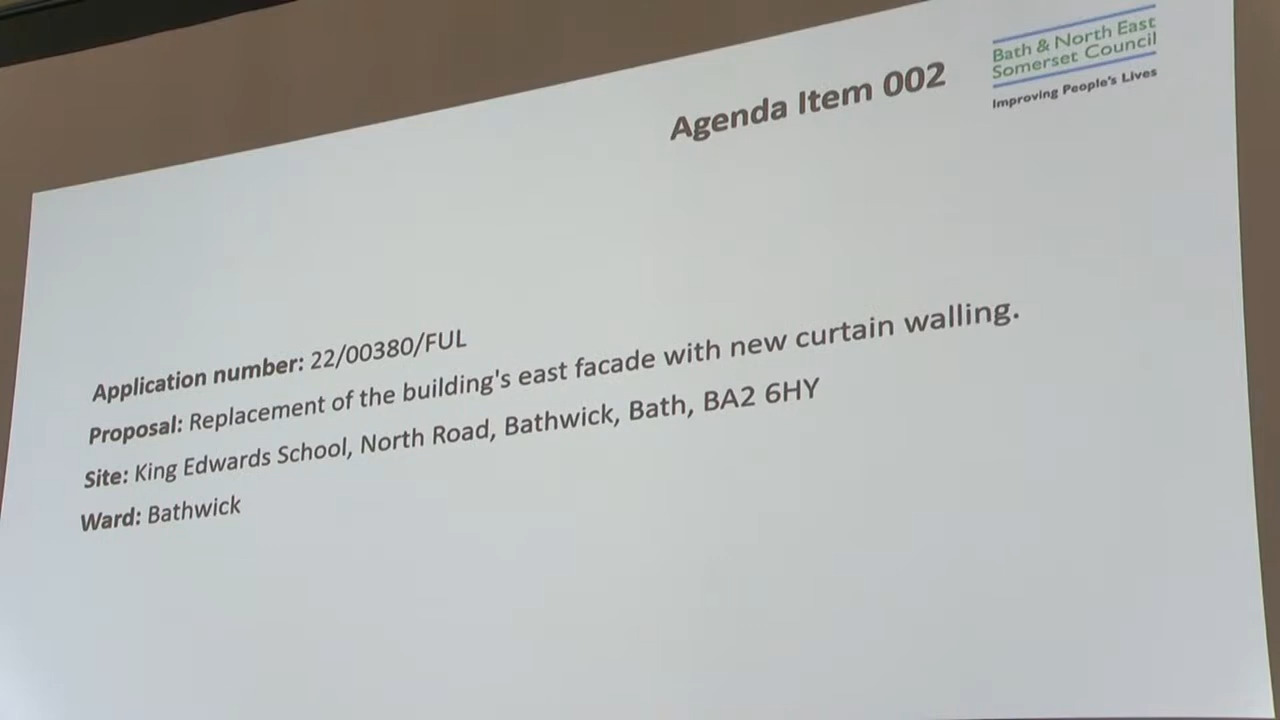 Agenda Item 002
Bath & North East
Somerset Council
Improving People's Lives
Application number: 22/00380/FUL
Proposal: Replacement of the building's east facade with new curtain walling.
Site: King Edwards School, North Road, Bathwick, Bath, BA2 6HY
Ward: Bathwick